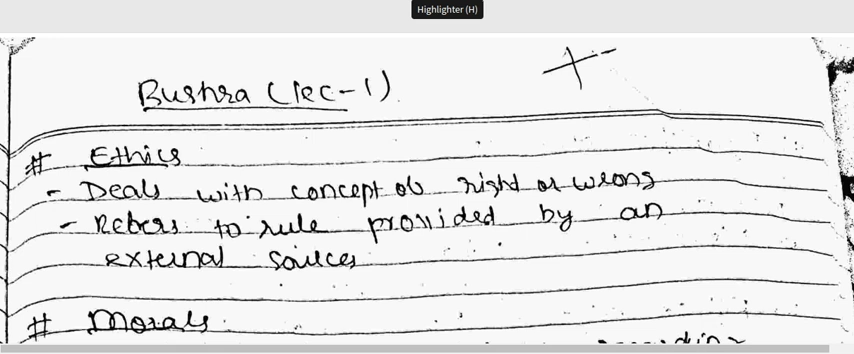 Highlighter (H)
Bushra (lec-1)
# Ethics
- Deals with concept of right or wrong
- Refers to rule provided by an
external sources
# Morals